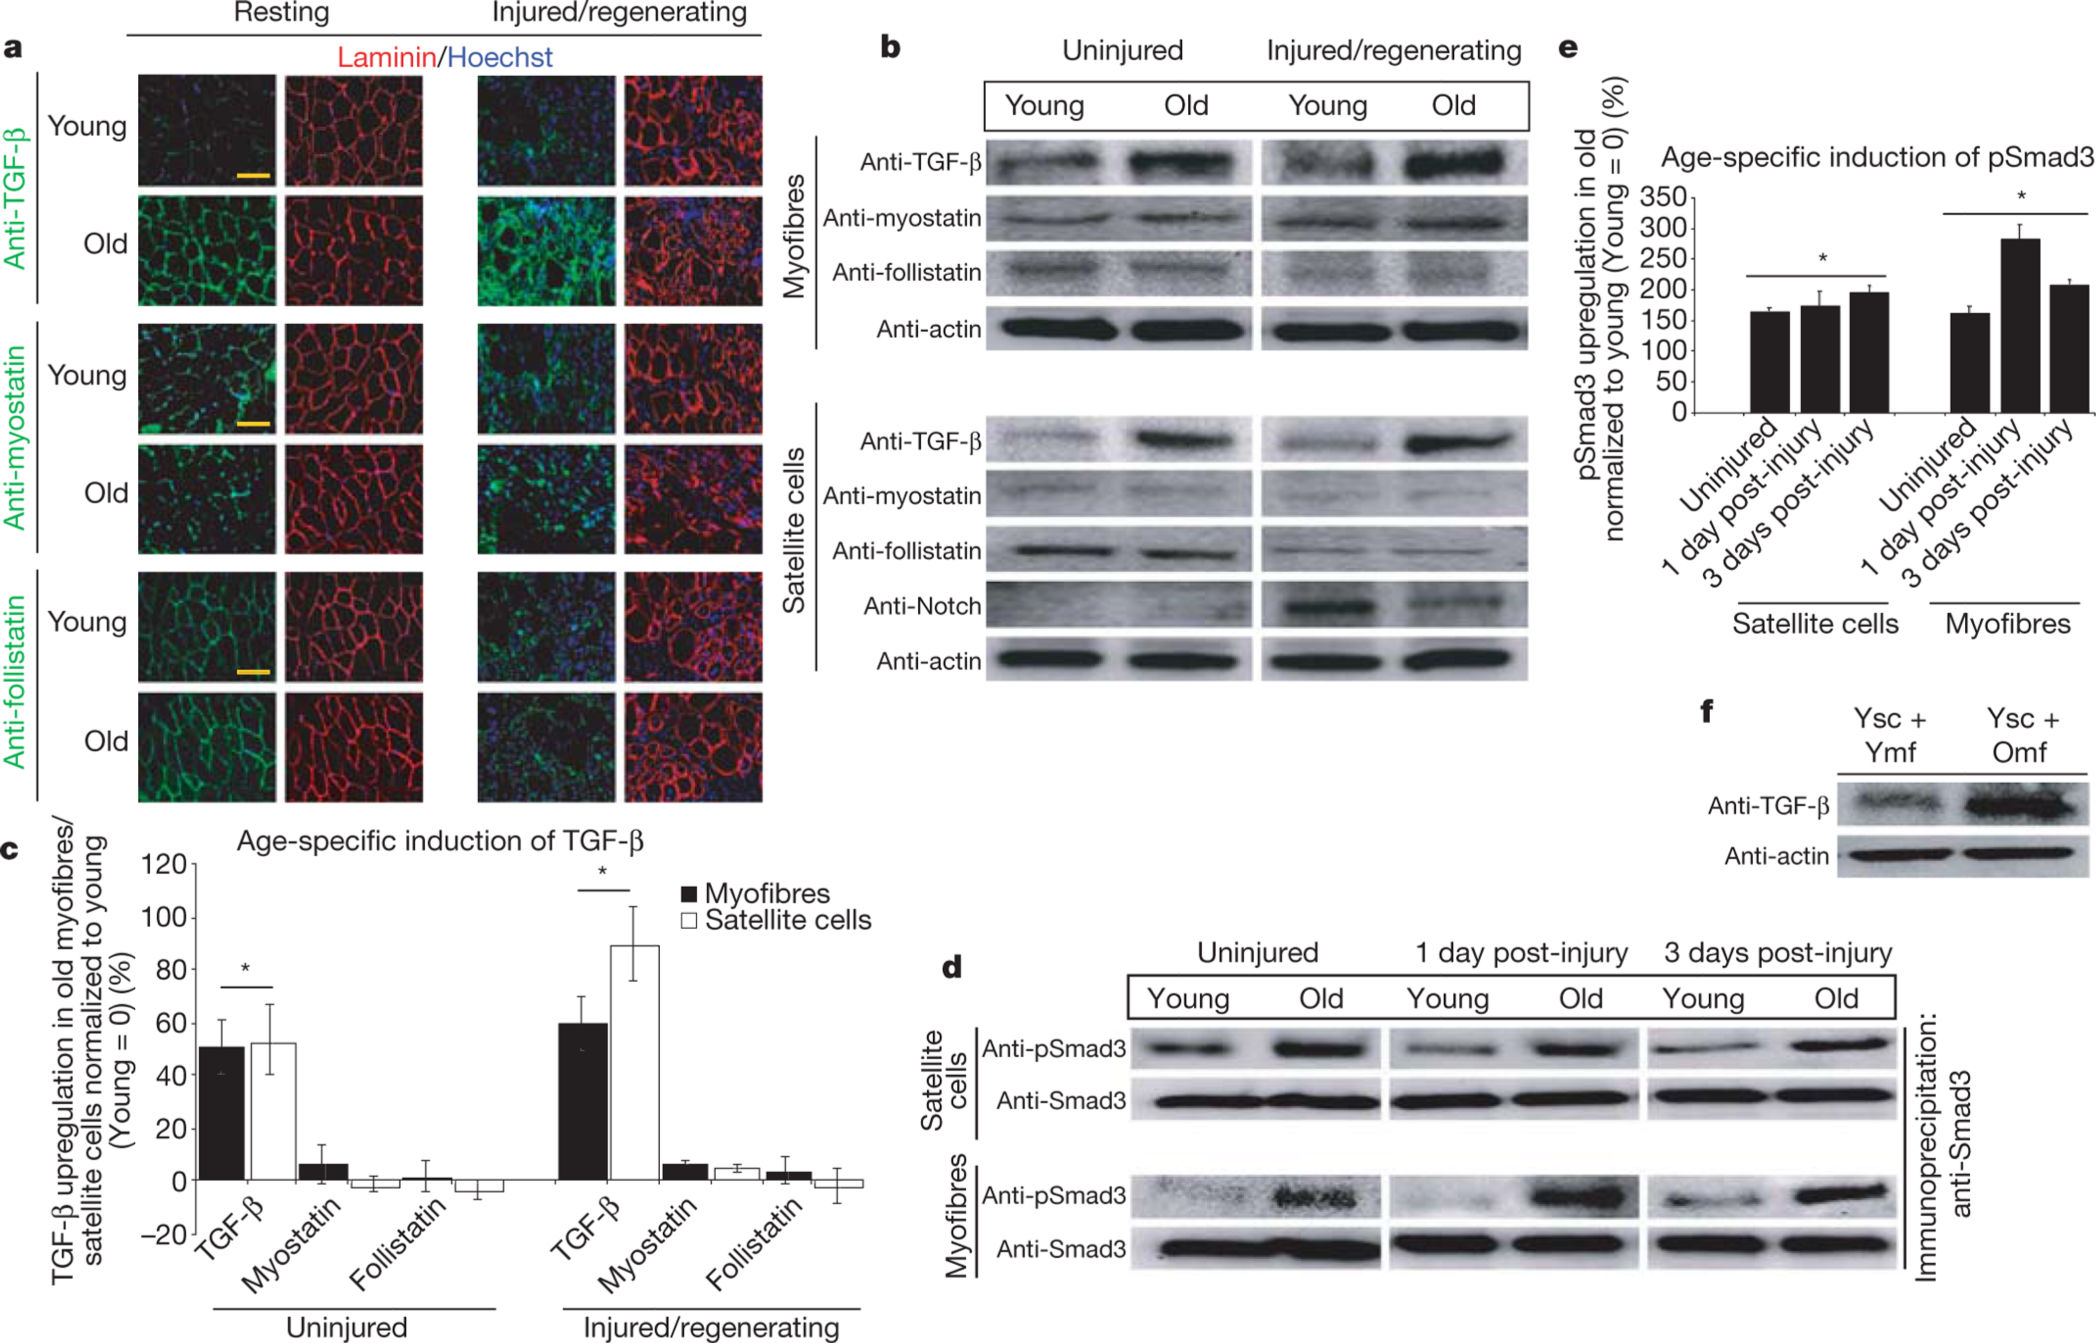 a
Resting
Injured/regenerating
Laminin/Hoechst
Anti-TGF-β
Young
Old
Anti-myostatin
Young
Old
Anti-follistatin
Young
Old
b
Uninjured
Injured/regenerating
Young
Old
Young
Old
Myofibres
Anti-TGF-β
Anti-myostatin
Anti-follistatin
Anti-actin
Satellite cells
Anti-TGF-β
Anti-myostatin
Anti-follistatin
Anti-Notch
Anti-actin
c
Age-specific induction of TGF-β
TGF-β upregulation in old myofibres/
satellite cells normalized to young
(Young = 0) (%)
120
100
80
60
40
20
0
–20
*
*
Myofibres
Satellite cells
TGF-β
Myostatin
Follistatin
TGF-β
Myostatin
Follistatin
Uninjured
Injured/regenerating
d
Uninjured
1 day post-injury
3 days post-injury
Young
Old
Young
Old
Young
Old
Satellite
cells
Anti-pSmad3
Anti-Smad3
Myofibres
Anti-pSmad3
Anti-Smad3
Immunoprecipitation:
anti-Smad3
e
Age-specific induction of pSmad3
pSmad3 upregulation in old
normalized to young (Young = 0) (%)
350
300
250
200
150
100
50
0
*
*
Uninjured
1 day post-injury
3 days post-injury
Uninjured
1 day post-injury
3 days post-injury
Satellite cells
Myofibres
f
Ysc +
Ymf
Ysc +
Omf
Anti-TGF-β
Anti-actin